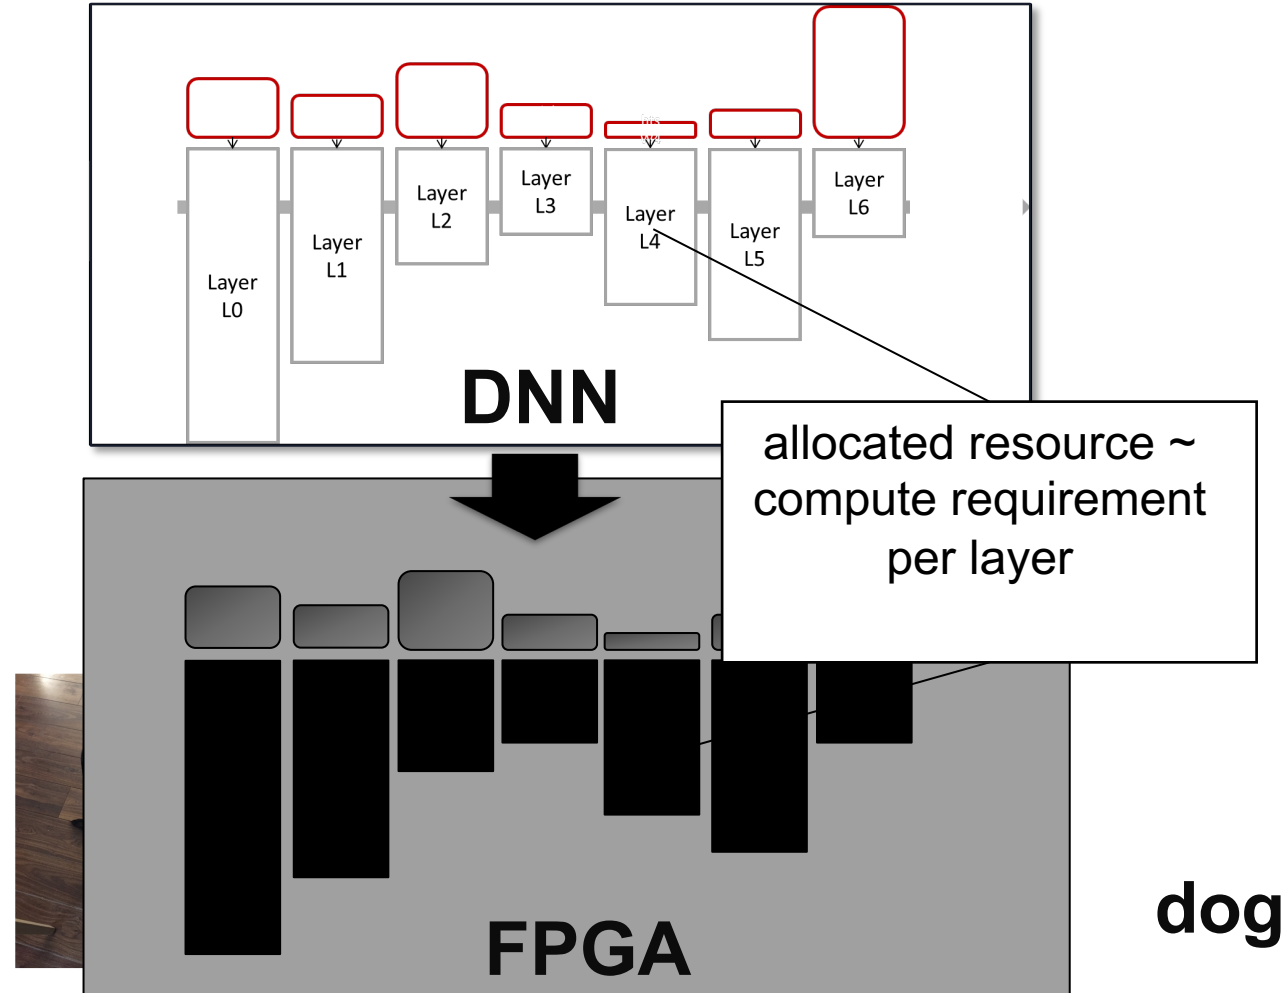 Layer
L0
Layer
L1
Layer
L2
Layer
L3
Layer
L4
Layer
L5
Layer
L6
DNN
allocated resource ~
compute requirement
per layer
FPGA
dog